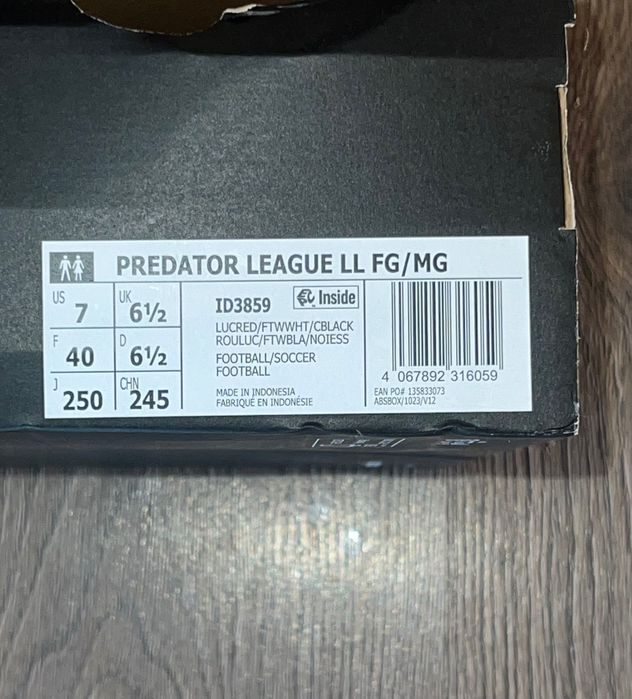 PREDATOR LEAGUE LL FG/MG
US 7 UK 6½
F 40 D 6½
J 250 CHN 245
ID3859 Inside
LUCRED/FTWWHT/CBLACK
ROULUC/FTWBLA/NOIESS
FOOTBALL/SOCCER
FOOTBALL
MADE IN INDONESIA
FABRIQUÉ EN INDONÉSIE
4 067892 316059
EAN PO# 135833073
ABSBOX/1023/V12